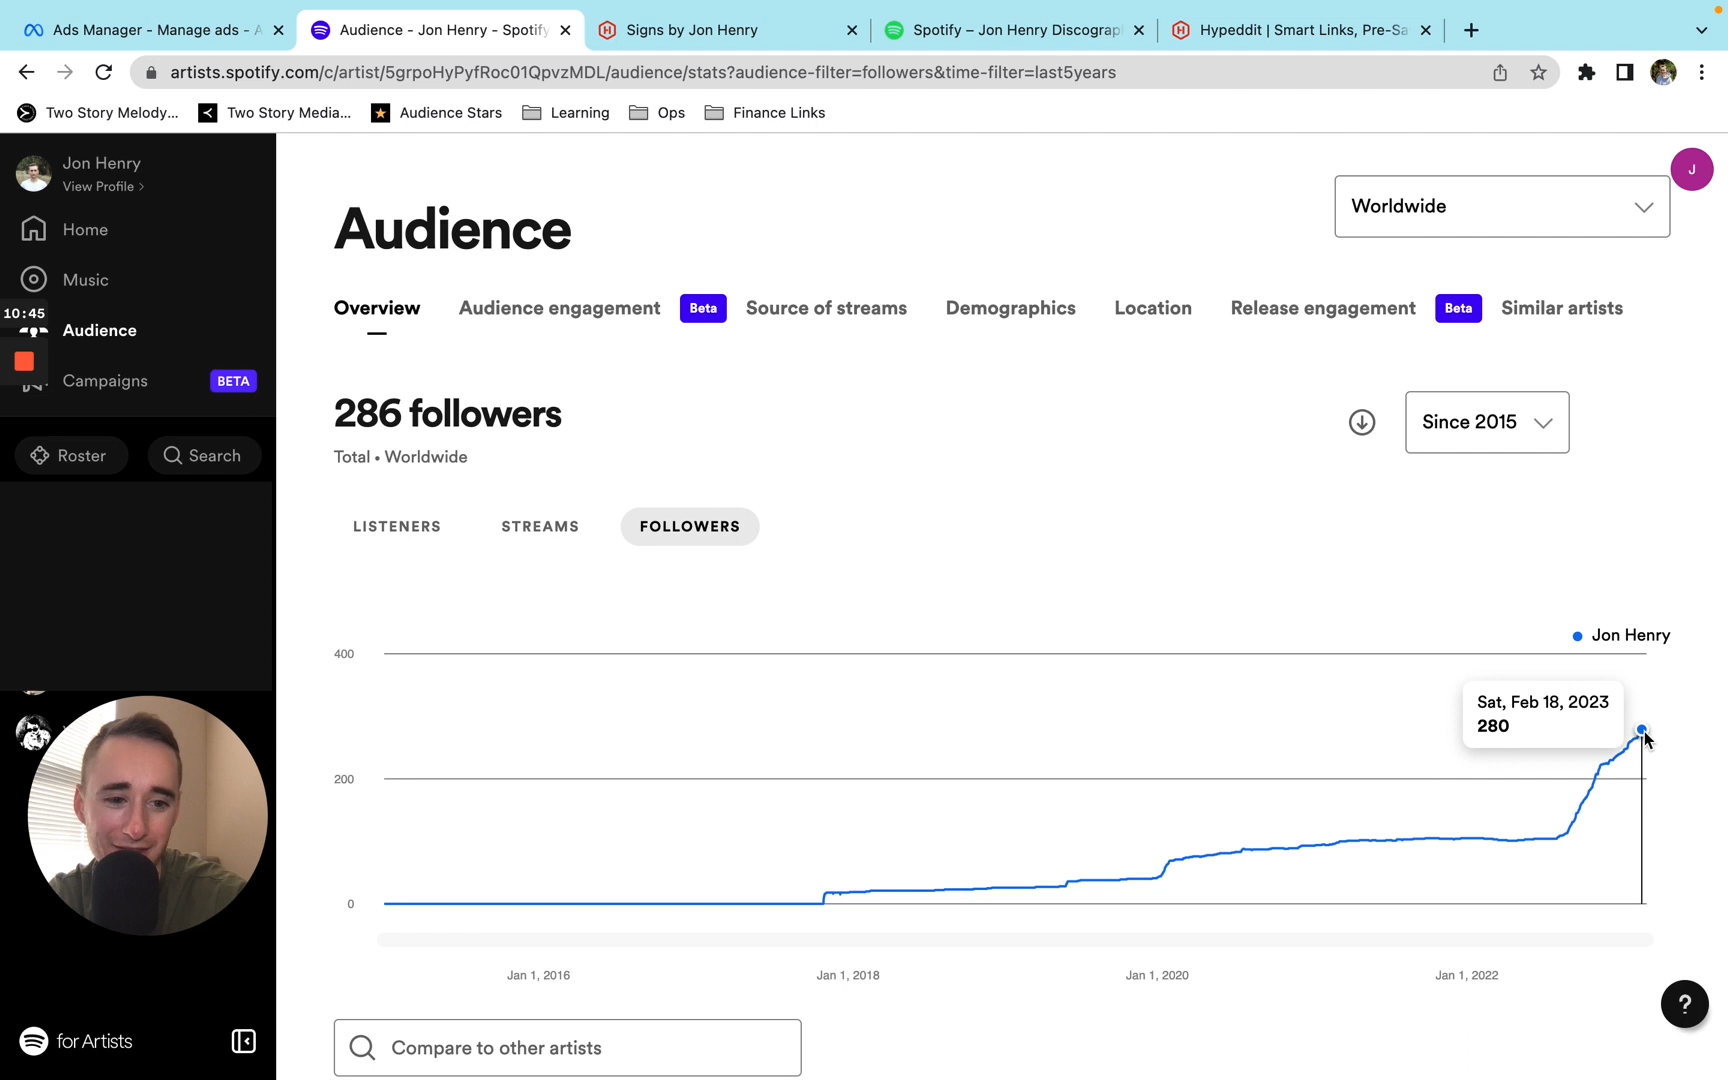 Ads Manager - Manage ads - A
Audience - Jon Henry - Spotify
Signs by Jon Henry
Spotify – Jon Henry Discograp
Hypeddit | Smart Links, Pre-Sa
artists.spotify.com/c/artist/5grpoHyPyfRoc01QpvzMDL/audience/stats?audience-filter=followers&time-filter=last5years
Two Story Melody...
Two Story Media...
Audience Stars
Learning
Ops
Finance Links
Jon Henry
View Profile
Home
Music
10:45
Audience
Campaigns
BETA
Roster
Search
for Artists
J
Worldwide
Audience
Overview
Audience engagement
Beta
Source of streams
Demographics
Location
Release engagement
Beta
Similar artists
286 followers
Total • Worldwide
Since 2015
LISTENERS
STREAMS
FOLLOWERS
Jon Henry
400
Sat, Feb 18, 2023
280
200
0
Jan 1, 2016
Jan 1, 2018
Jan 1, 2020
Jan 1, 2022
?
Compare to other artists